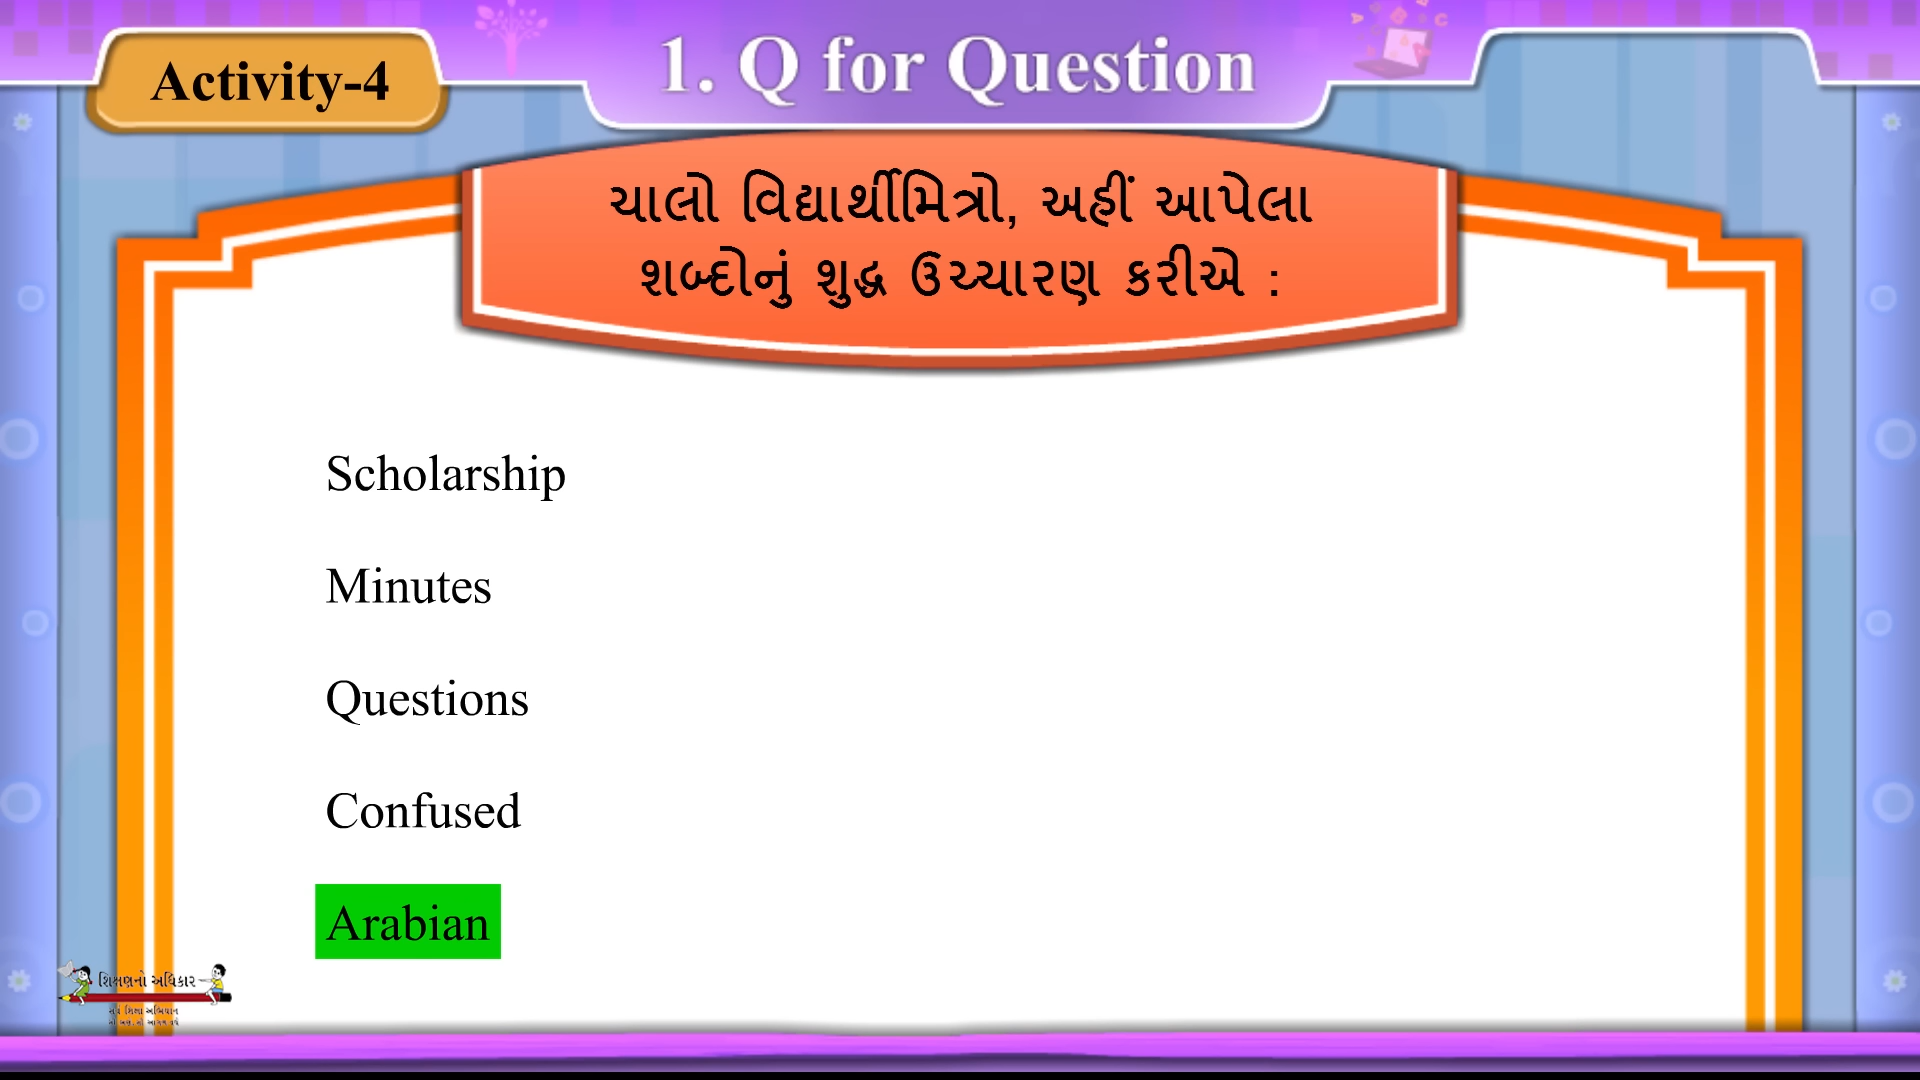 Activity-4
1. Q for Question
ચાલો વિદ્યાર્થીમિત્રો, અહીં આપેલા
શબ્દોનું શુદ્ધ ઉચ્ચારણ કરીએ :
Scholarship
Minutes
Questions
Confused
Arabian
શિક્ષણનો અધિકાર